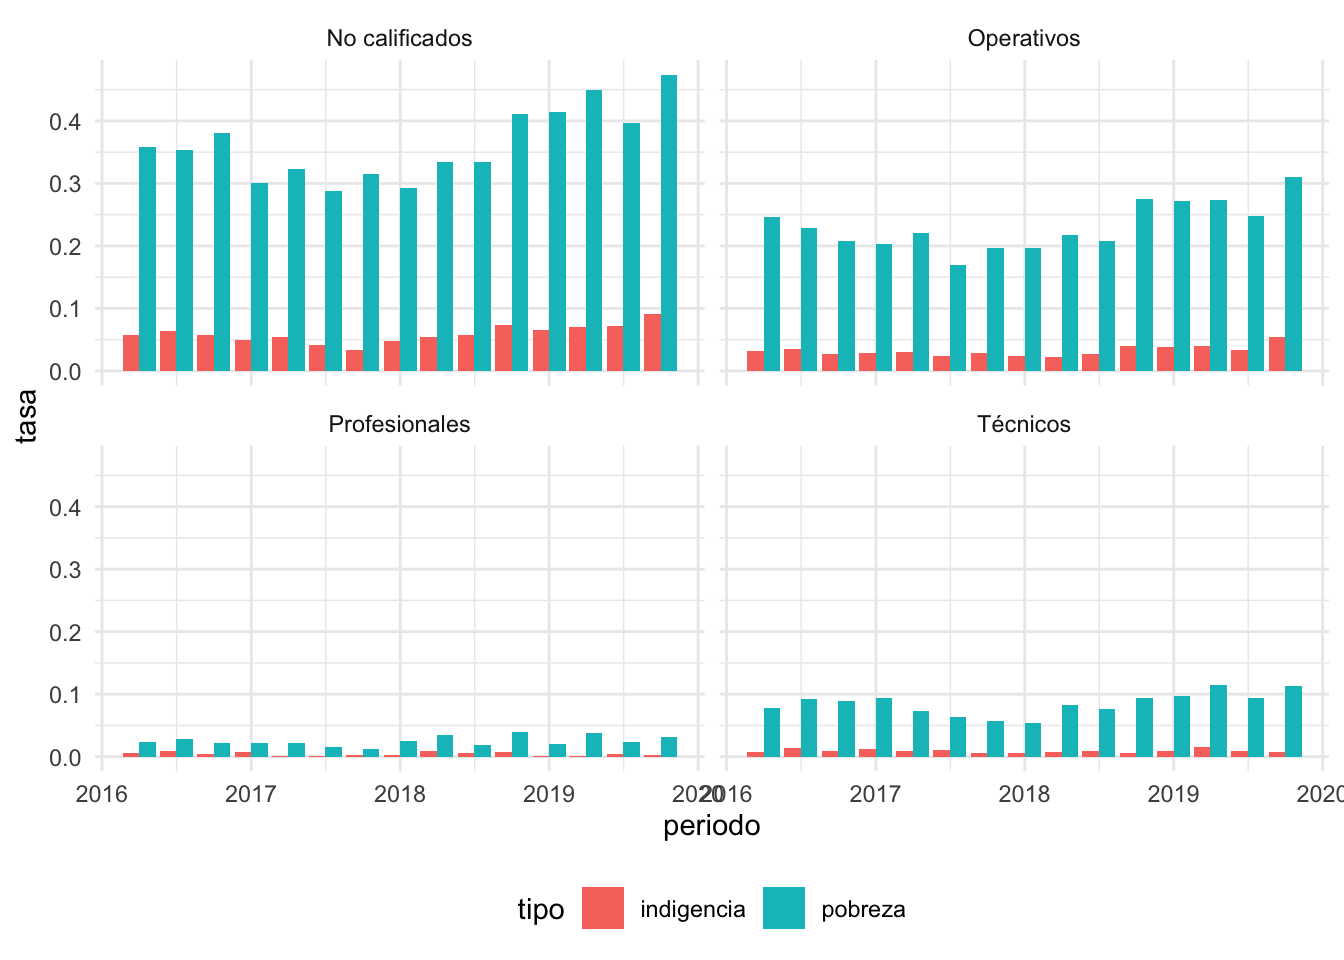 No calificados
Operativos
0.4
0.3
0.2
0.1
0.0
Profesionales
Técnicos
0.4
0.3
0.2
0.1
0.0
tasa
2016 2017 2018 2019 2020
2016 2017 2018 2019 2020
periodo
tipo indigencia pobreza